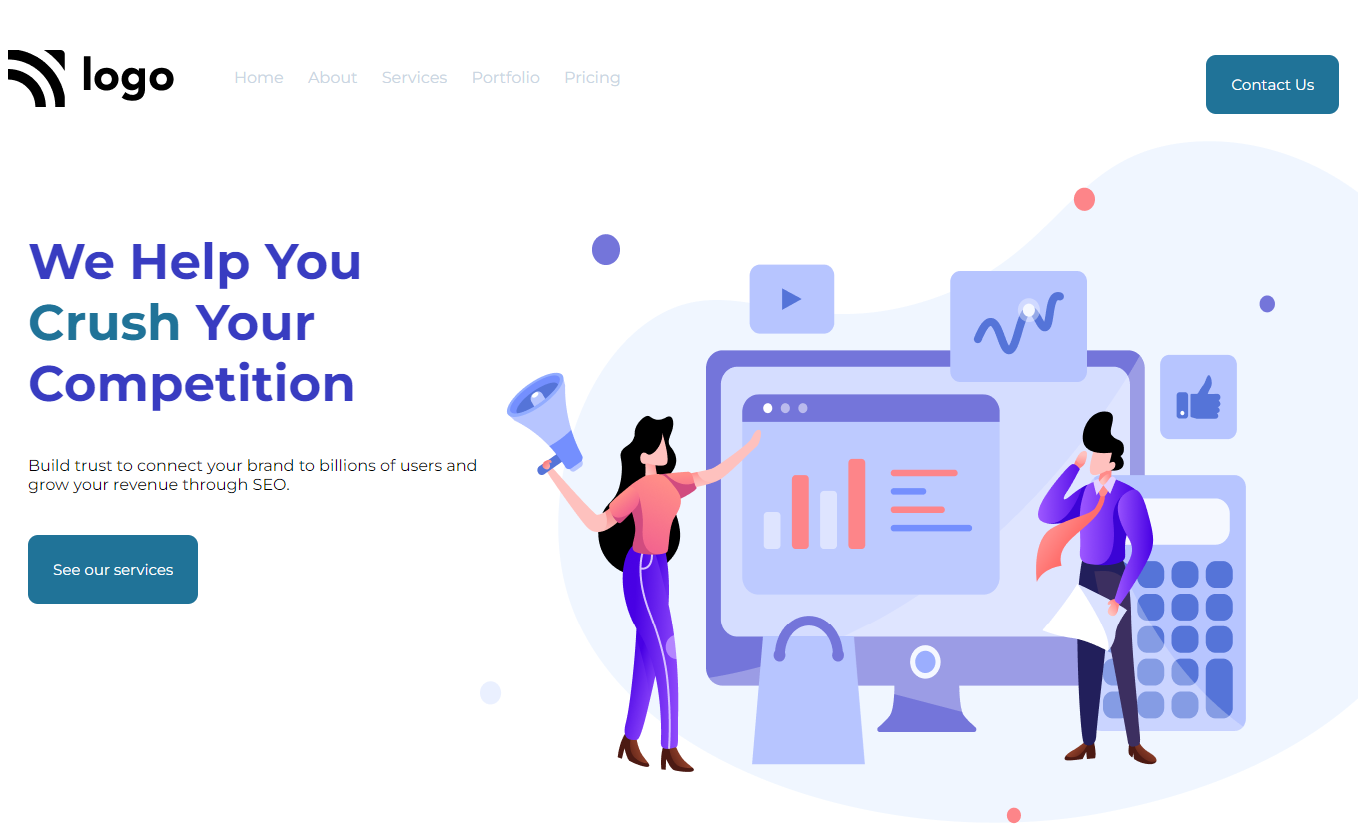 logo
Home About Services Portfolio Pricing
Contact Us
We Help You
Crush Your
Competition
Build trust to connect your brand to billions of users and
grow your revenue through SEO.
See our services